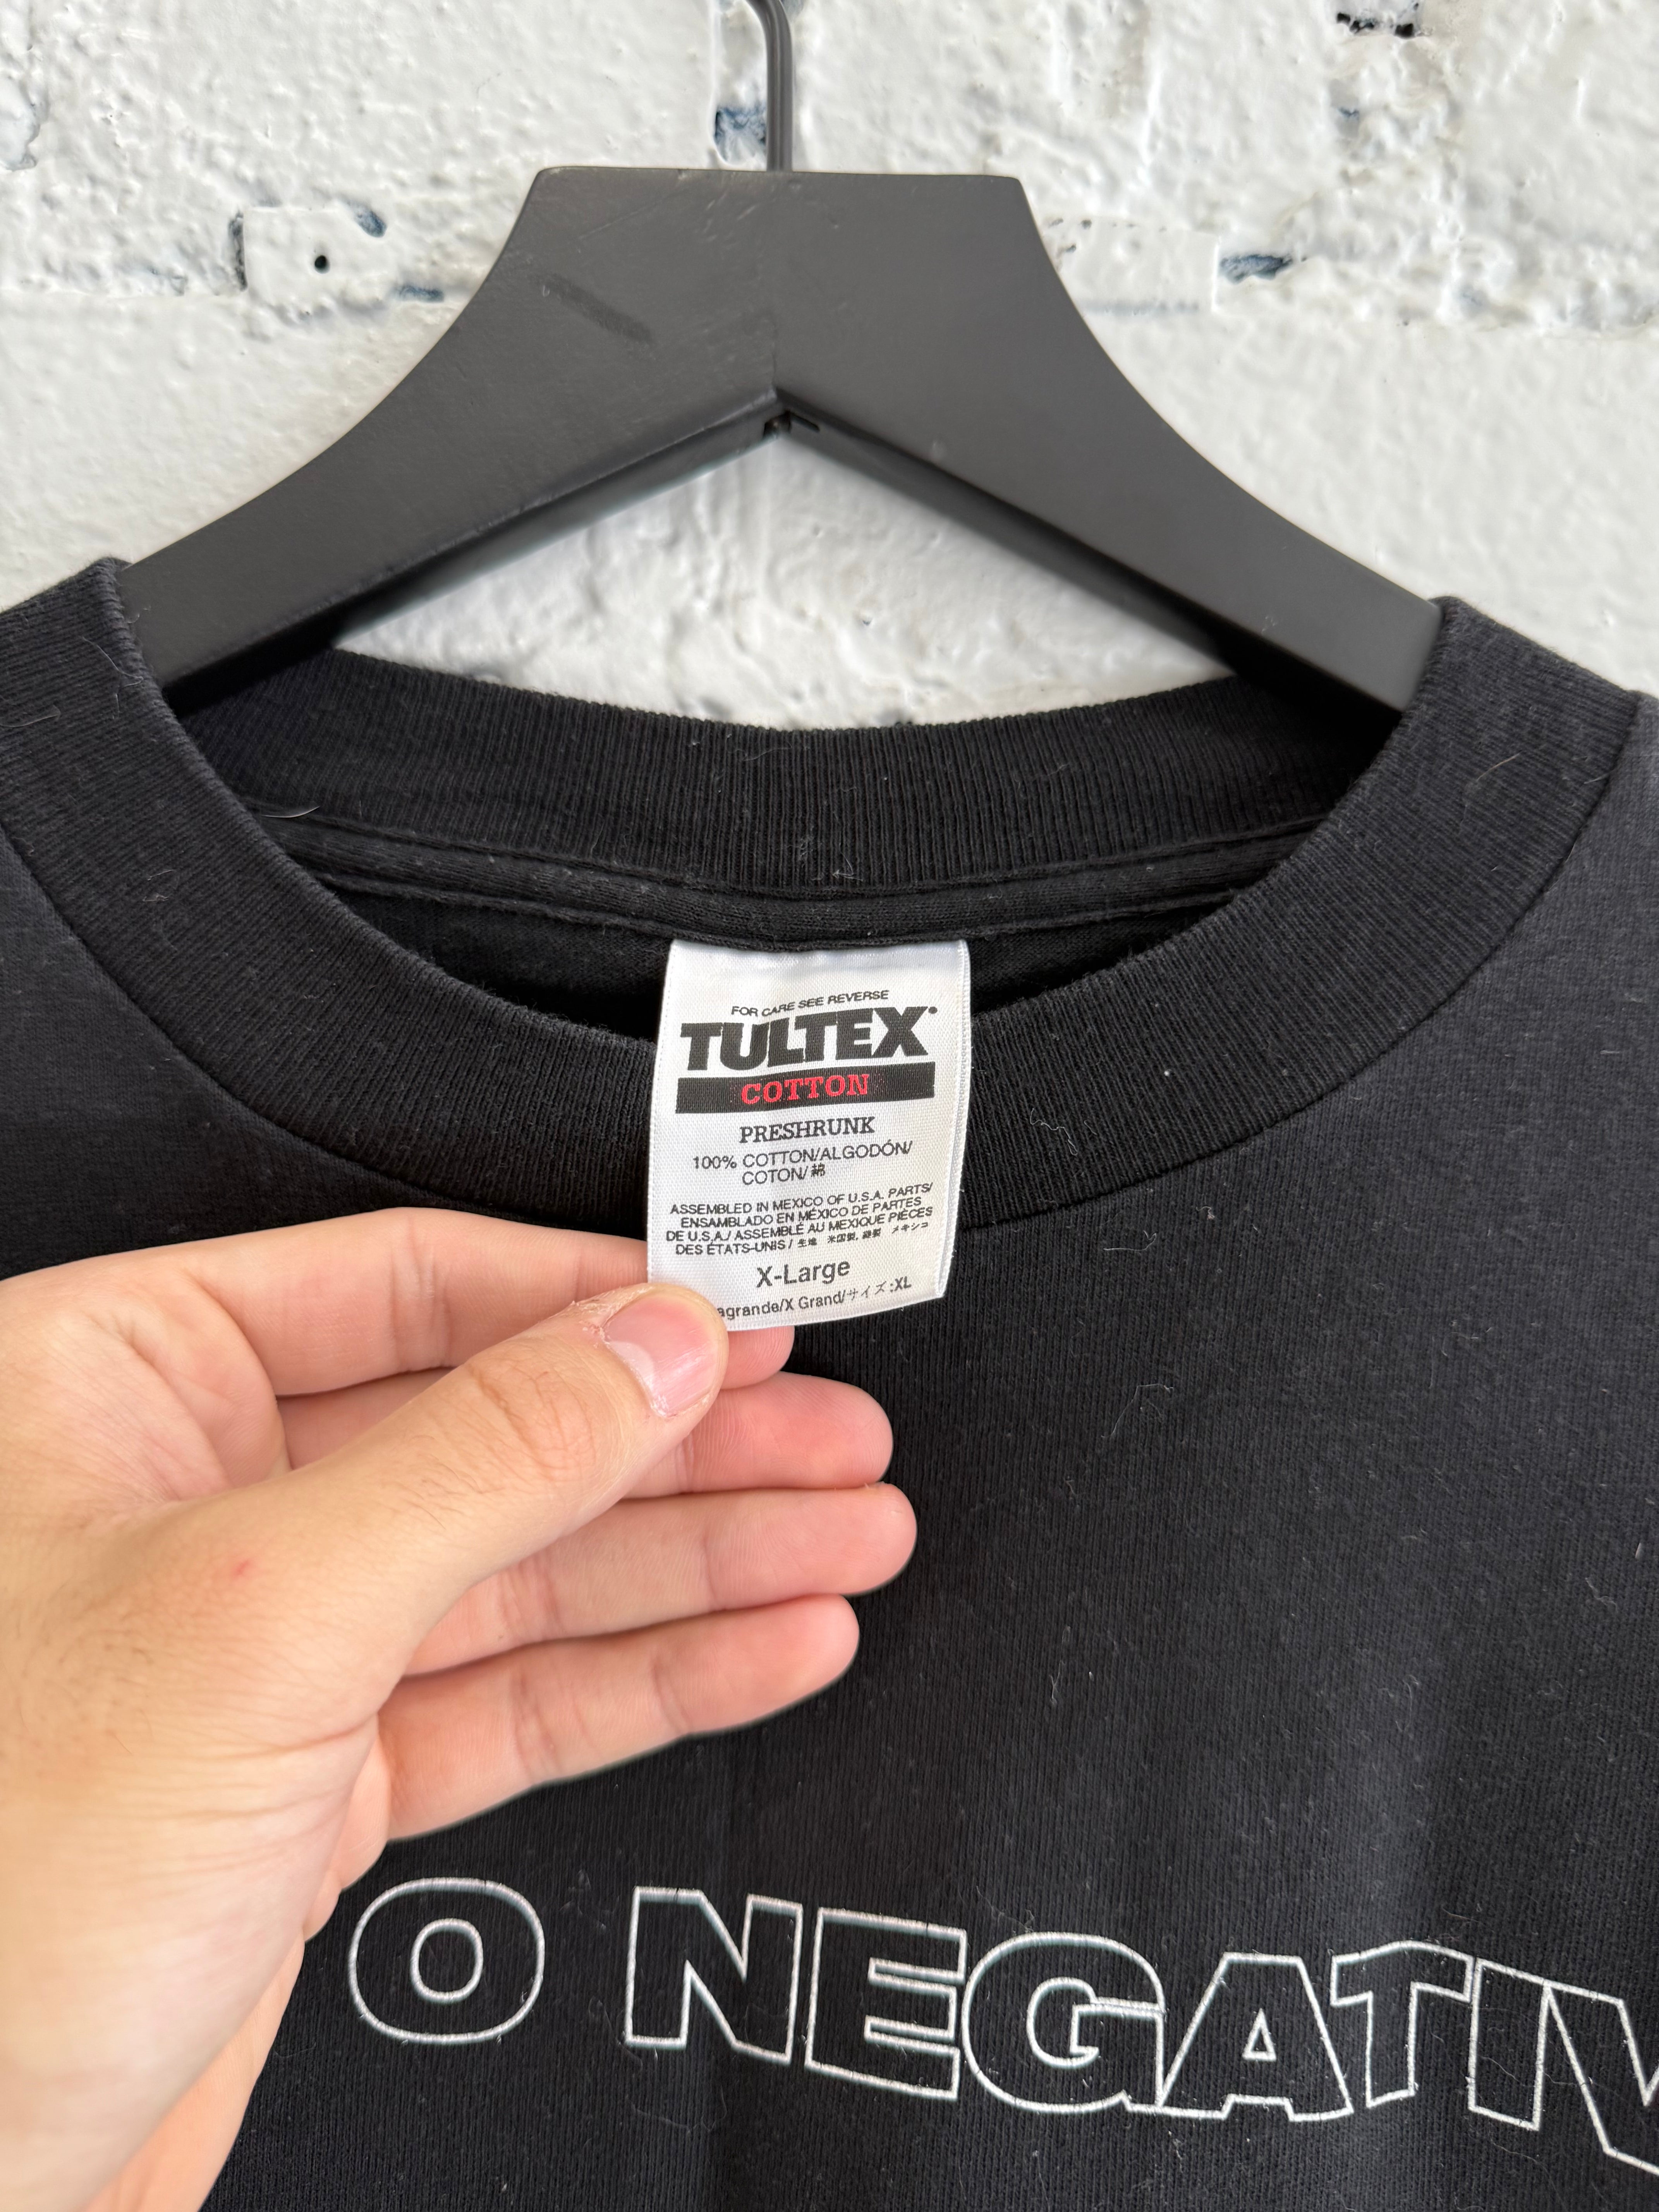 FOR CARE SEE REVERSE
TULTEX
COTTON
PRESHRUNK
100% COTTON/ALGODÓN/
COTON/綿
ASSEMBLED IN MEXICO OF U.S.A. PARTS/
ENSAMBLADO EN MÉXICO DE PARTES
DE U.S.A./ ASSEMBLÉ AU MEXIQUE PIÈCES
DES ÉTATS-UNIS / 生地 米国製, 縫製 メキシコ
X-Large
agrande/X Grand/サイズ:XL
O NEGATIV